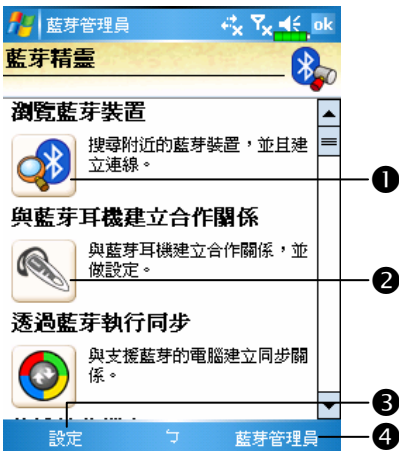 藍芽管理員 ok
藍芽精靈
瀏覽藍芽裝置
搜尋附近的藍芽裝置,並且建
立連線。
❶
與藍芽耳機建立合作關係
與藍芽耳機建立合作關係,並
做設定。
❷
透過藍芽執行同步
與支援藍芽的電腦建立同步關
係。
❸
設定 藍芽管理員
❹